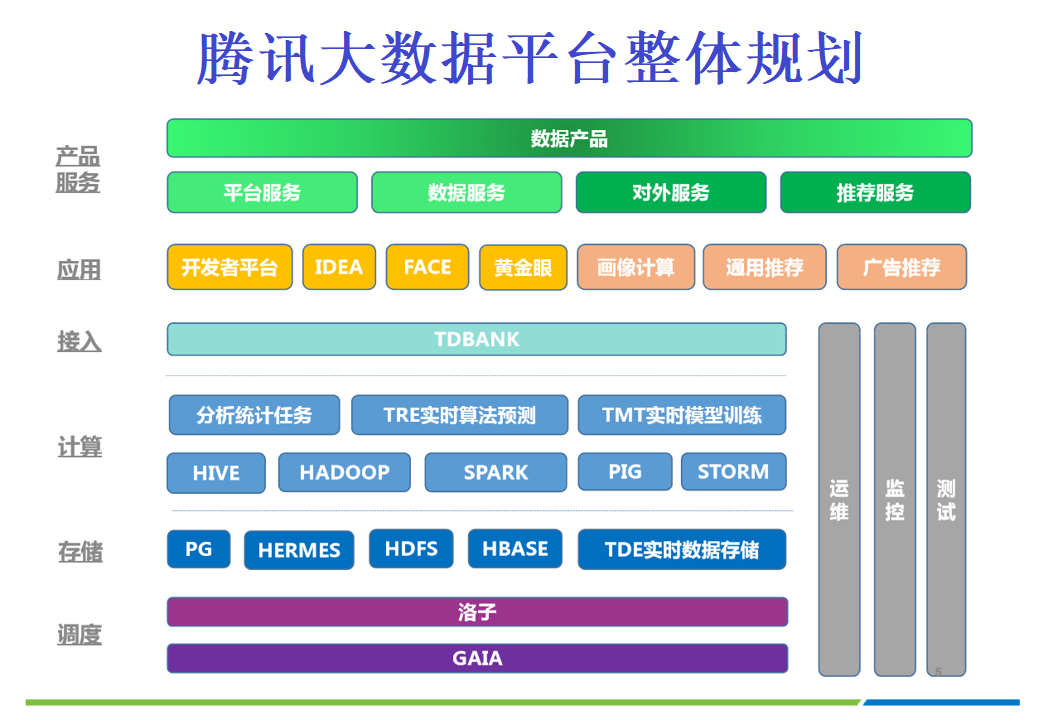 腾讯大数据平台整体规划
产品
服务
数据产品
平台服务
数据服务
对外服务
推荐服务
应用
开发者平台
IDEA
FACE
黄金眼
画像计算
通用推荐
广告推荐
接入
TDBANK
计算
分析统计任务
TRE实时算法预测
TMT实时模型训练
HIVE
HADOOP
SPARK
PIG
STORM
存储
PG
HERMES
HDFS
HBASE
TDE实时数据存储
调度
洛子
GAIA
运
维
监
控
测
试
6